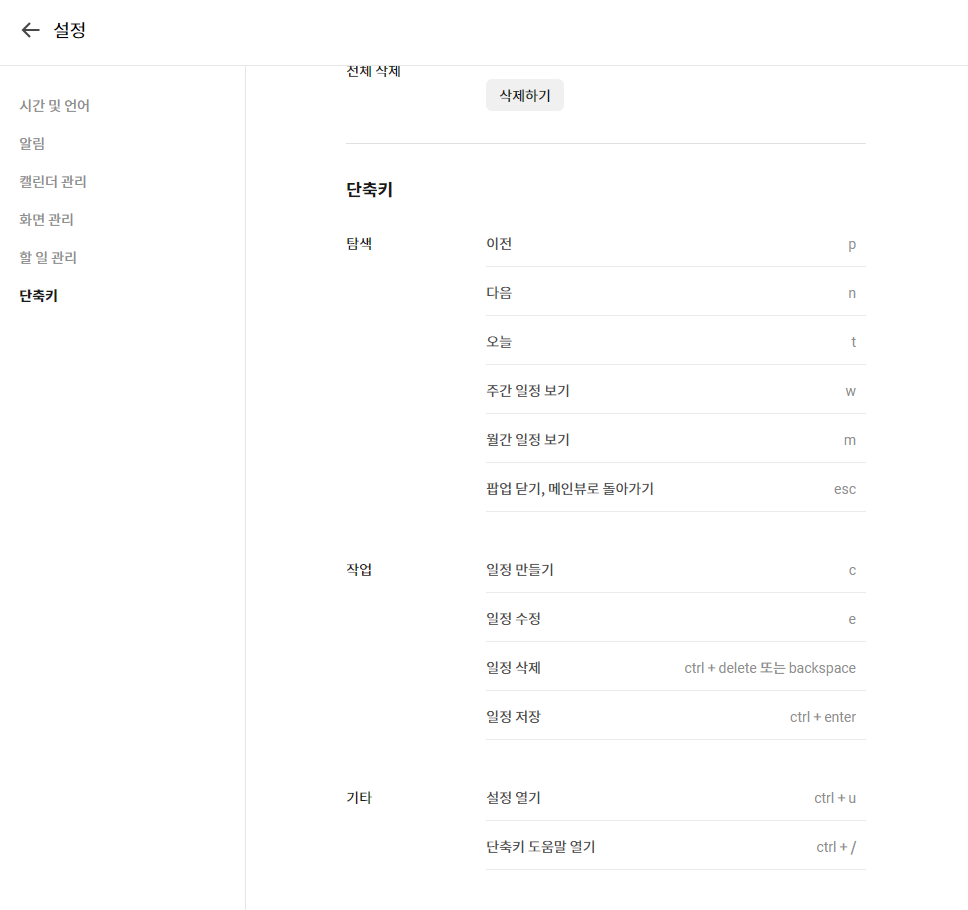 설정
시간 및 언어
알림
캘린더 관리
화면 관리
할 일 관리
단축키
전체 삭제
삭제하기
단축키
탐색
이전 p
다음 n
오늘 t
주간 일정 보기 w
월간 일정 보기 m
팝업 닫기, 메인뷰로 돌아가기 esc
작업
일정 만들기 c
일정 수정 e
일정 삭제 ctrl + delete 또는 backspace
일정 저장 ctrl + enter
기타
설정 열기 ctrl + u
단축키 도움말 열기 ctrl + /